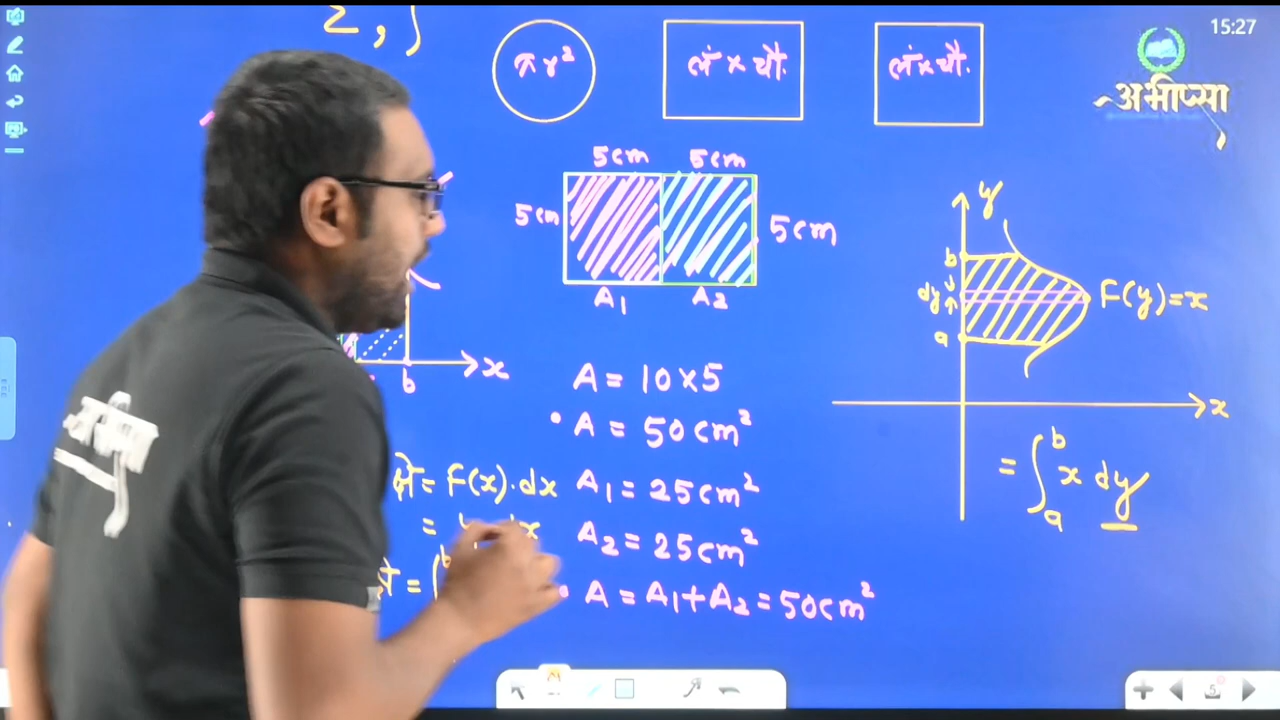 15:27
अभीप्सा
Σ, ∫
πr²
लं × चौ.
लं × चौ.
5cm 5cm
5cm 5cm
A₁ A₂
y
b
dy
a
F(y)=x
x
b
x
A = 10×5
• A = 50cm²
= F(x)·dx
A₁ = 25cm²
A₂ = 25cm²
• A = A₁+A₂ = 50cm²
= ∫ₐᵇ x dy
5